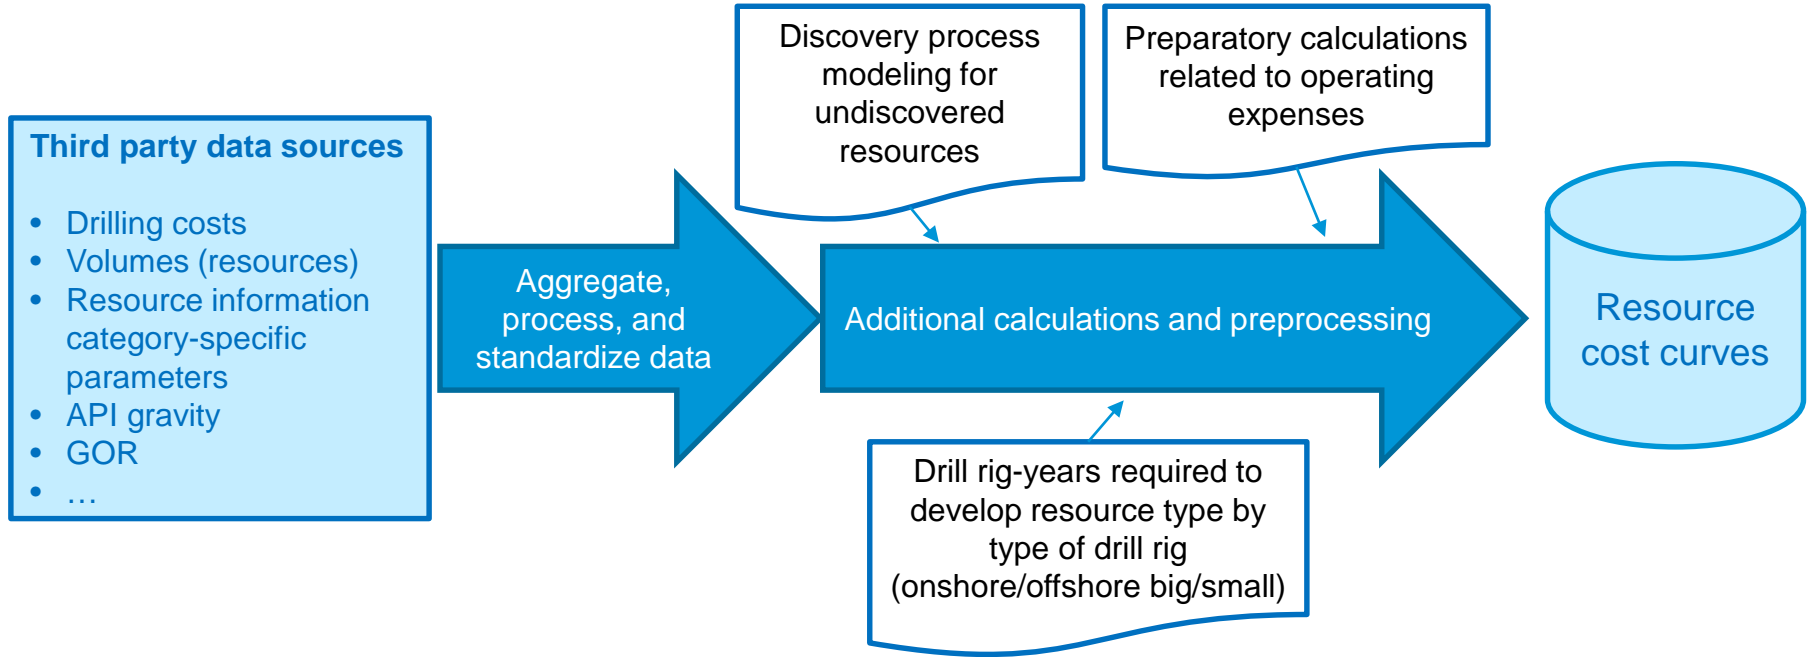 Third party data sources
• Drilling costs
• Volumes (resources)
• Resource information
category-specific
parameters
• API gravity
• GOR
• …
Aggregate,
process, and
standardize data
Discovery process
modeling for
undiscovered
resources
Preparatory calculations
related to operating
expenses
Additional calculations and preprocessing
Drill rig-years required to
develop resource type by
type of drill rig
(onshore/offshore big/small)
Resource
cost curves